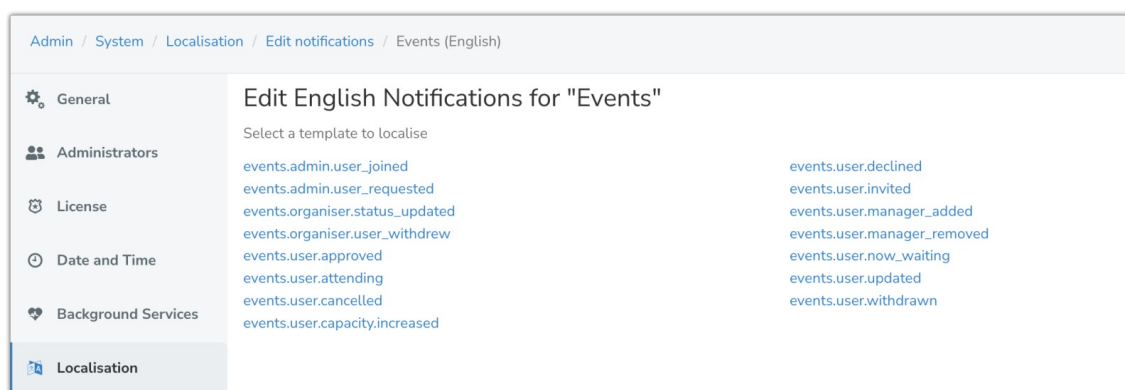 Admin / System / Localisation / Edit notifications / Events (English)
General
Administrators
License
Date and Time
Background Services
Localisation
Edit English Notifications for "Events"
Select a template to localise
events.admin.user_joined
events.admin.user_requested
events.organiser.status_updated
events.organiser.user_withdrew
events.user.approved
events.user.attending
events.user.cancelled
events.user.capacity.increased
events.user.declined
events.user.invited
events.user.manager_added
events.user.manager_removed
events.user.now_waiting
events.user.updated
events.user.withdrawn